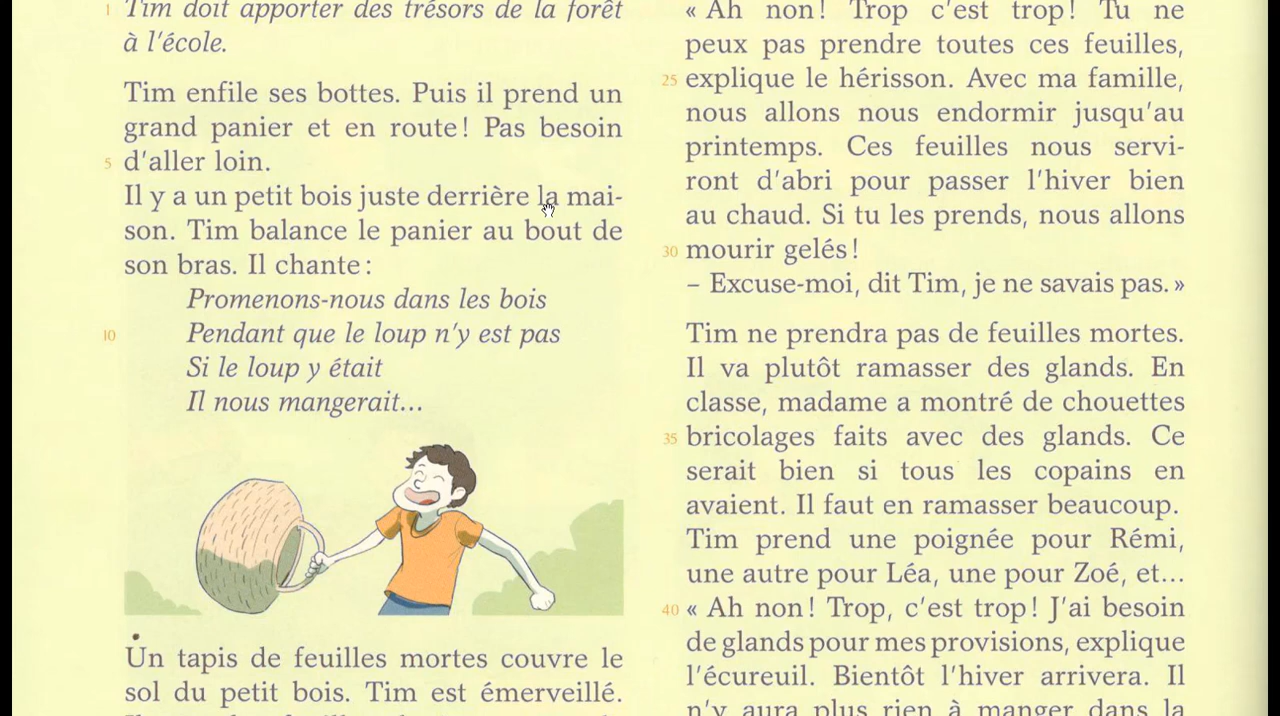 1 Tim doit apporter des trésors de la forêt
à l'école.
Tim enfile ses bottes. Puis il prend un
grand panier et en route ! Pas besoin
5 d'aller loin.
Il y a un petit bois juste derrière la mai-
son. Tim balance le panier au bout de
son bras. Il chante :
Promenons-nous dans les bois
10 Pendant que le loup n'y est pas
Si le loup y était
Il nous mangerait...
Un tapis de feuilles mortes couvre le
sol du petit bois. Tim est émerveillé.
« Ah non ! Trop c'est trop ! Tu ne
peux pas prendre toutes ces feuilles,
25 explique le hérisson. Avec ma famille,
nous allons nous endormir jusqu'au
printemps. Ces feuilles nous servi-
ront d'abri pour passer l'hiver bien
au chaud. Si tu les prends, nous allons
30 mourir gelés !
– Excuse-moi, dit Tim, je ne savais pas. »
Tim ne prendra pas de feuilles mortes.
Il va plutôt ramasser des glands. En
classe, madame a montré de chouettes
35 bricolages faits avec des glands. Ce
serait bien si tous les copains en
avaient. Il faut en ramasser beaucoup.
Tim prend une poignée pour Rémi,
une autre pour Léa, une pour Zoé, et...
40 « Ah non ! Trop, c'est trop ! J'ai besoin
de glands pour mes provisions, explique
l'écureuil. Bientôt l'hiver arrivera. Il
n'y aura plus rien à manger dans la